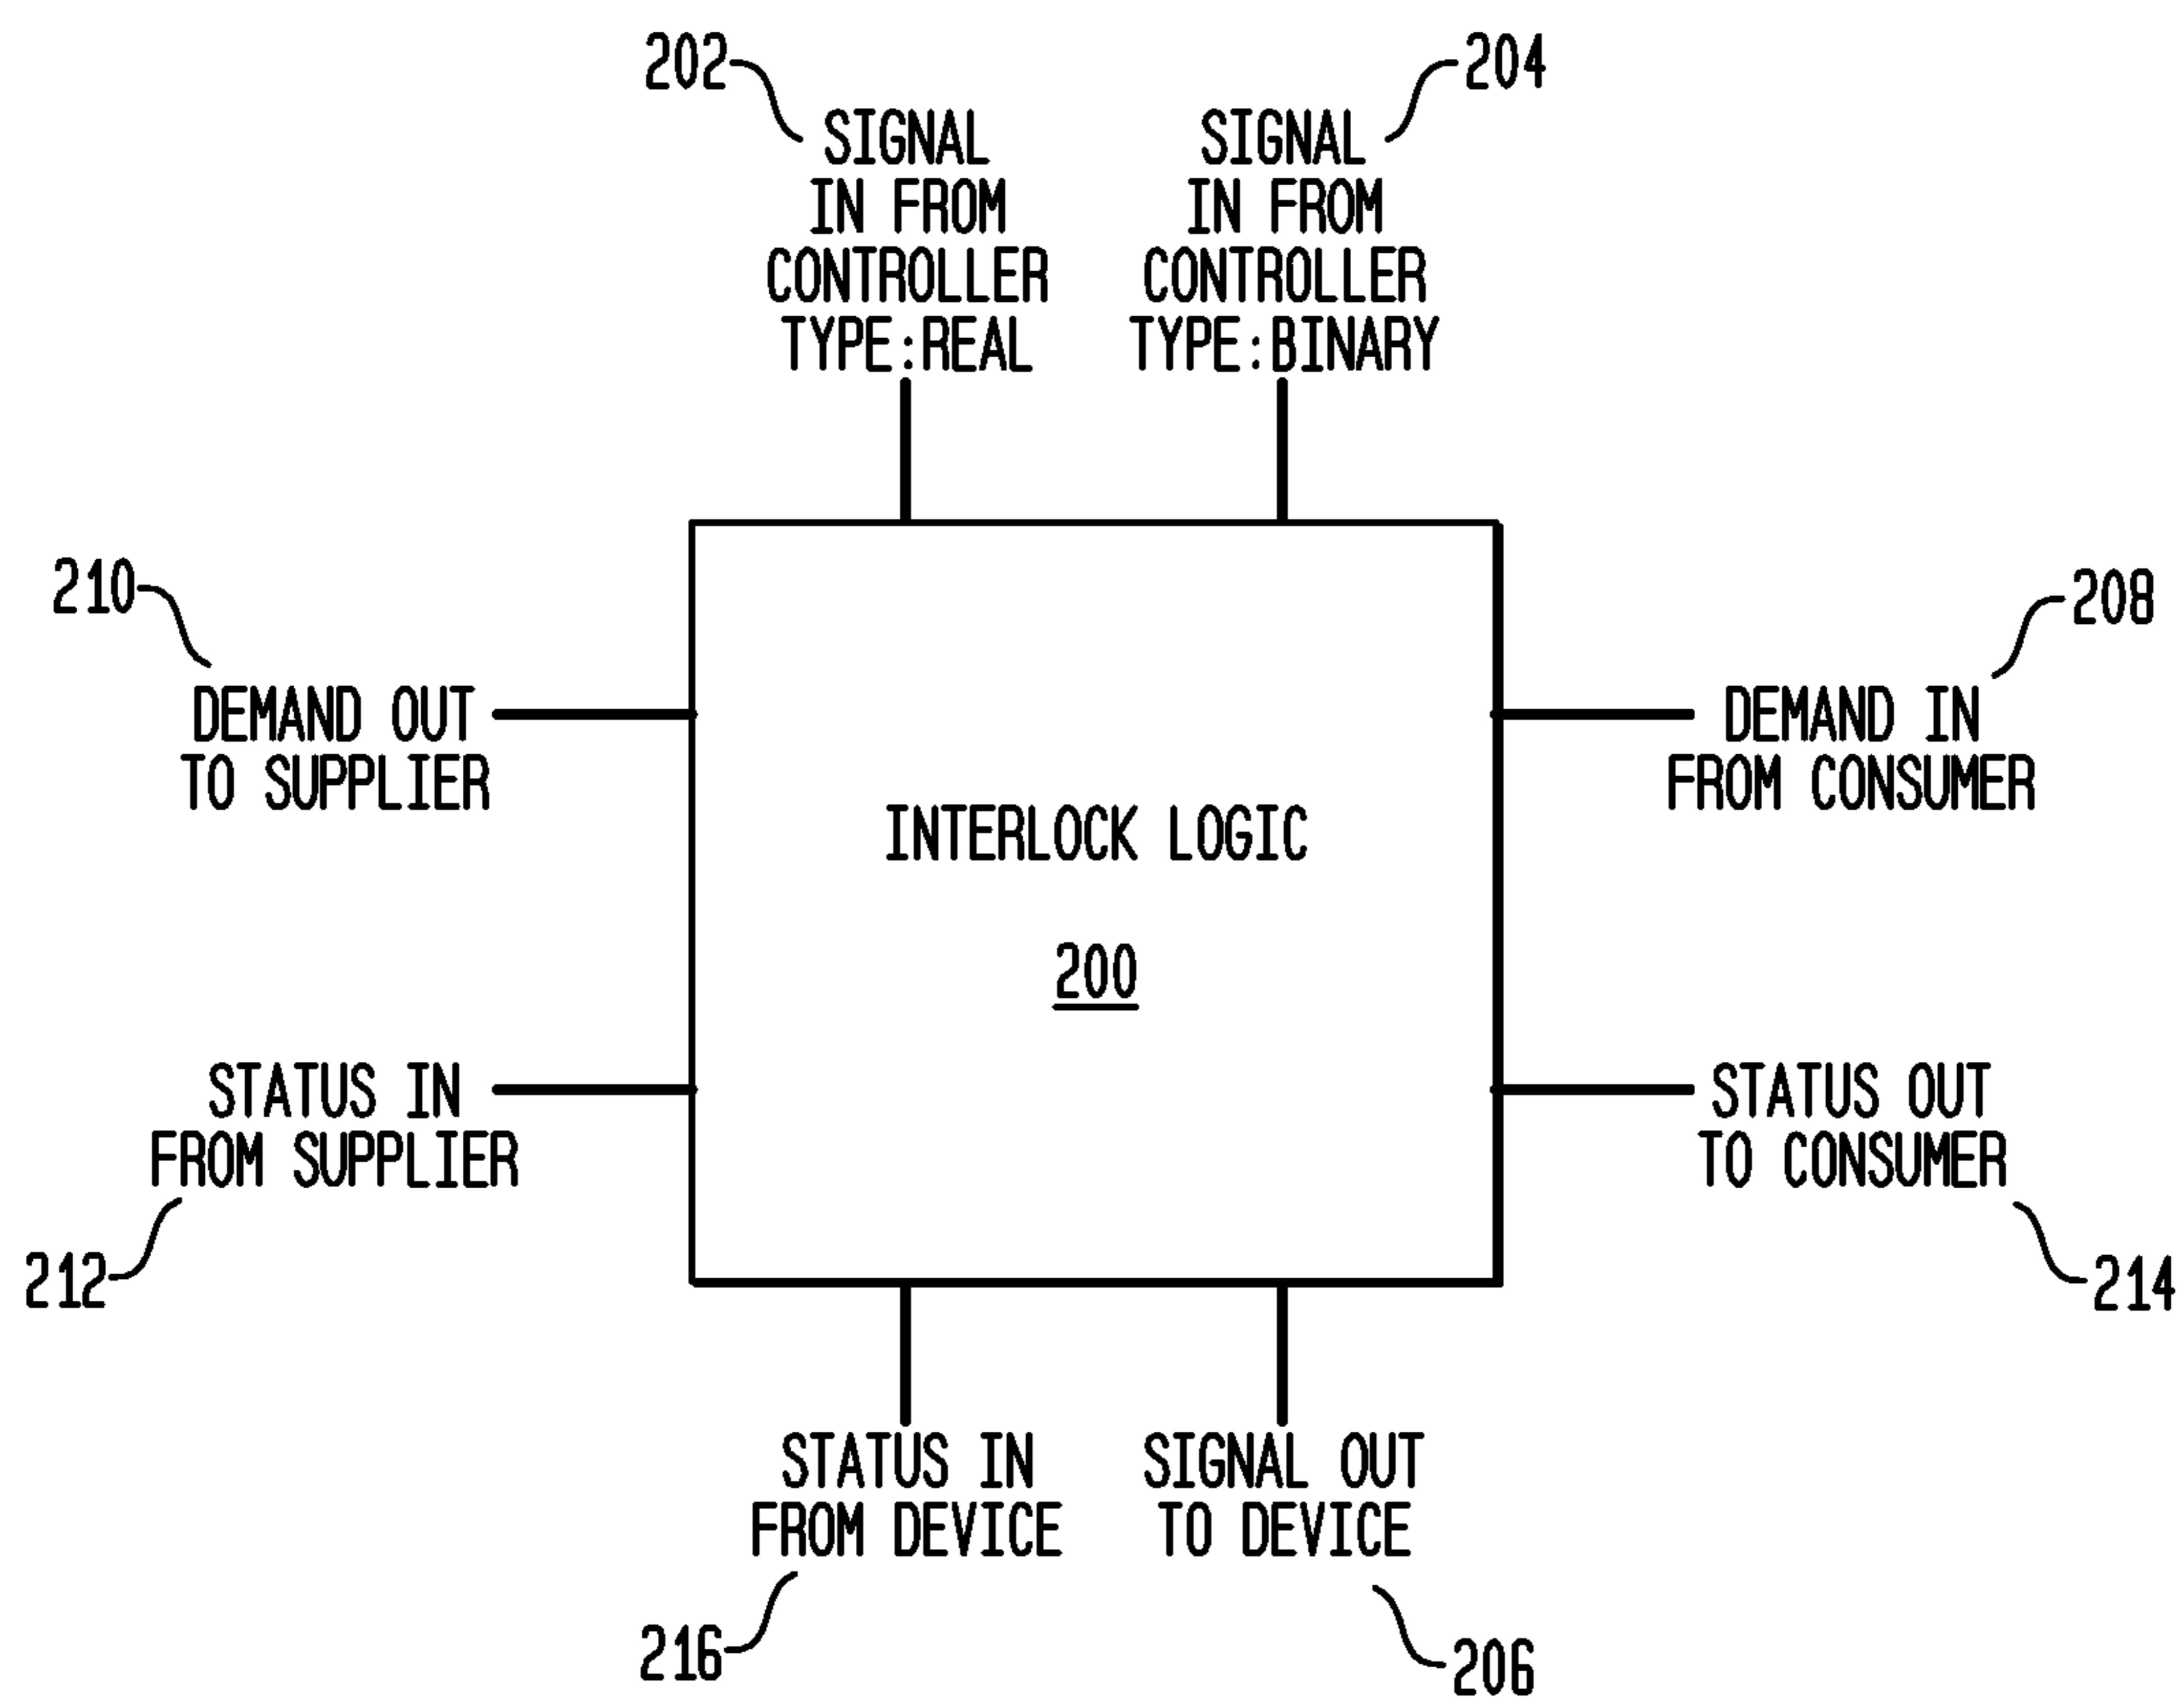 202
204
SIGNAL
IN FROM
CONTROLLER
TYPE:REAL
SIGNAL
IN FROM
CONTROLLER
TYPE:BINARY
210
208
DEMAND OUT
TO SUPPLIER
DEMAND IN
FROM CONSUMER
INTERLOCK LOGIC
200
STATUS IN
FROM SUPPLIER
STATUS OUT
TO CONSUMER
212
214
STATUS IN
FROM DEVICE
SIGNAL OUT
TO DEVICE
216
206